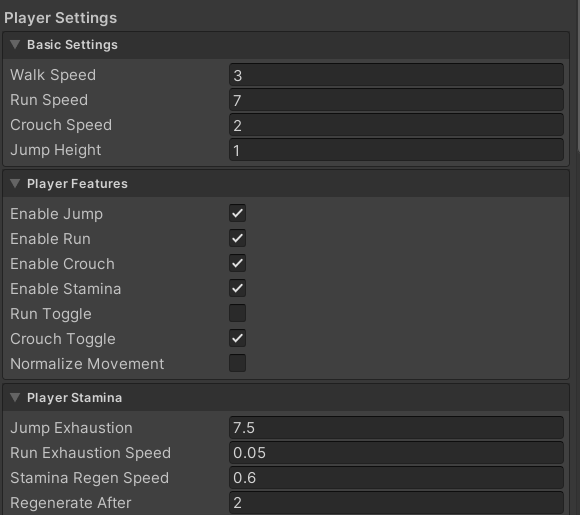 Player Settings
Basic Settings
Walk Speed 3
Run Speed 7
Crouch Speed 2
Jump Height 1
Player Features
Enable Jump
Enable Run
Enable Crouch
Enable Stamina
Run Toggle
Crouch Toggle
Normalize Movement
Player Stamina
Jump Exhaustion 7.5
Run Exhaustion Speed 0.05
Stamina Regen Speed 0.6
Regenerate After 2